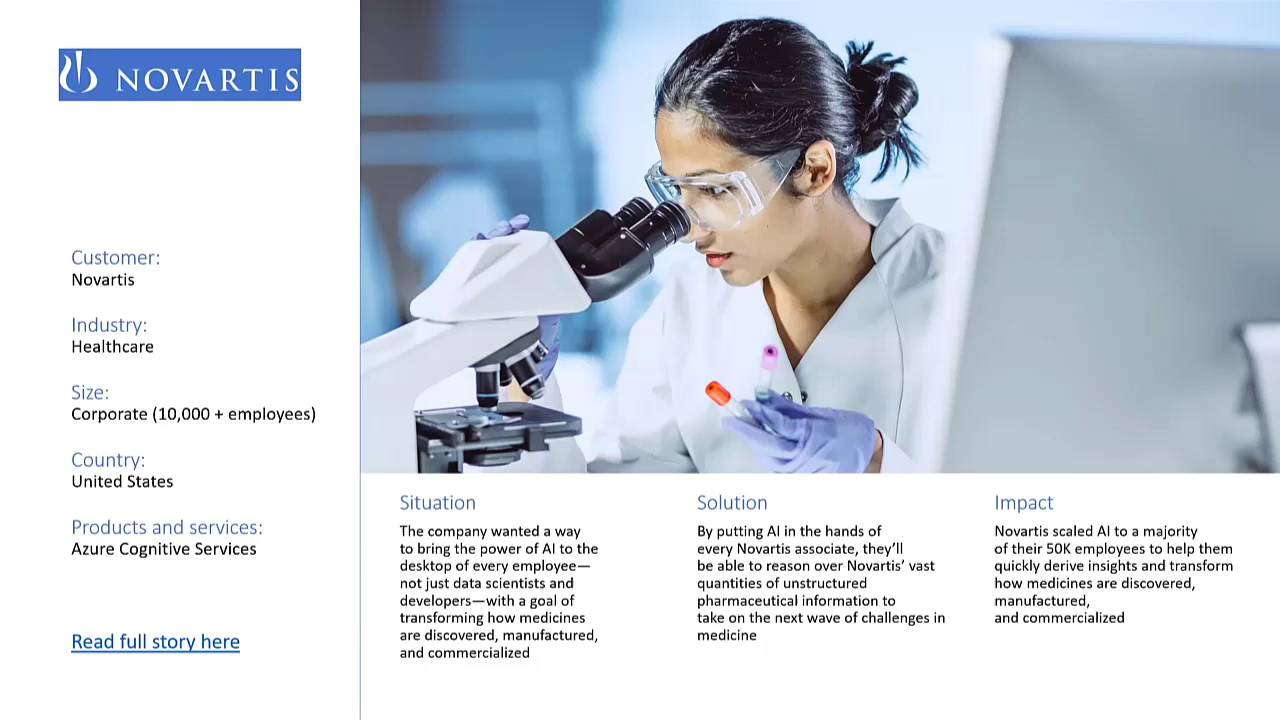 NOVARTIS
Customer:
Novartis
Industry:
Healthcare
Size:
Corporate (10,000 + employees)
Country:
United States
Products and services:
Azure Cognitive Services
Read full story here
Situation
The company wanted a way
to bring the power of AI to the
desktop of every employee—
not just data scientists and
developers—with a goal of
transforming how medicines
are discovered, manufactured,
and commercialized
Solution
By putting AI in the hands of
every Novartis associate, they’ll
be able to reason over Novartis’ vast
quantities of unstructured
pharmaceutical information to
take on the next wave of challenges in
medicine
Impact
Novartis scaled AI to a majority
of their 50K employees to help them
quickly derive insights and transform
how medicines are discovered,
manufactured,
and commercialized